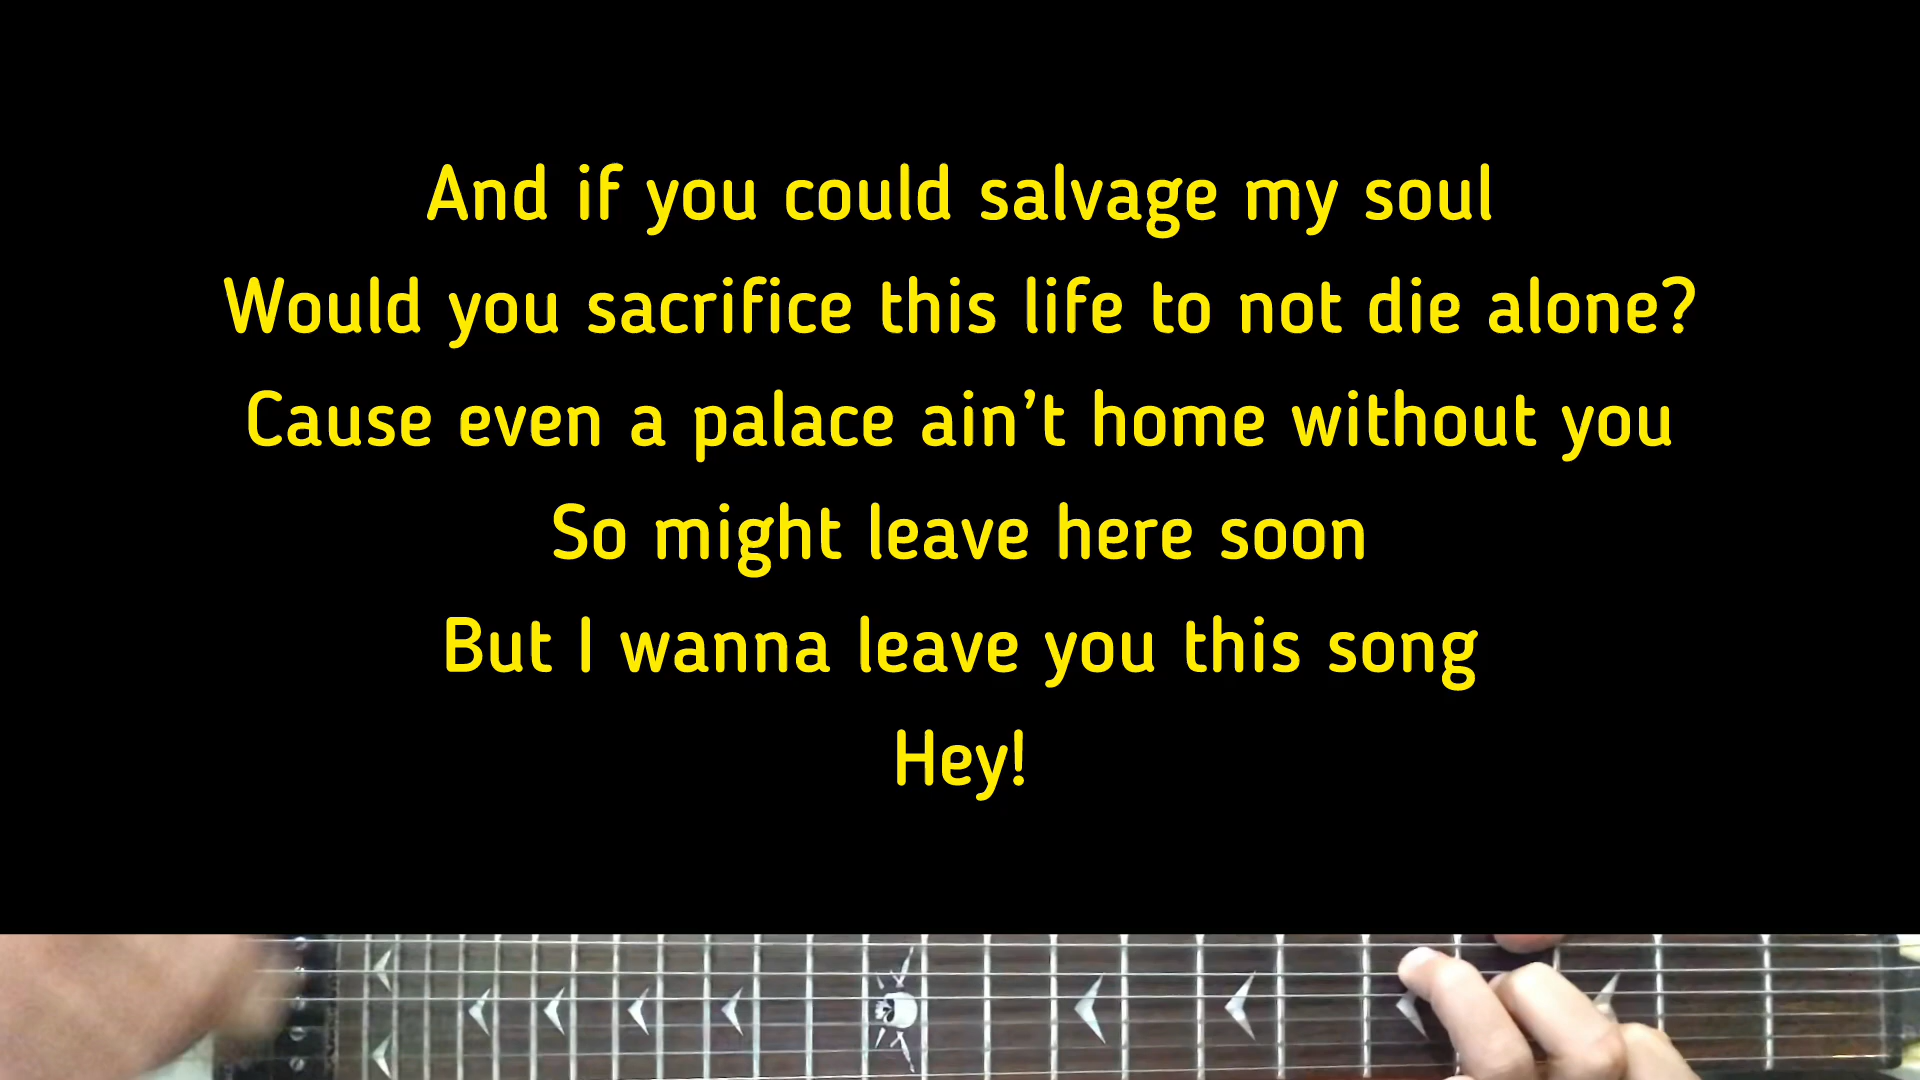 And if you could salvage my soul
Would you sacrifice this life to not die alone?
Cause even a palace ain’t home without you
So might leave here soon
But I wanna leave you this song
Hey!